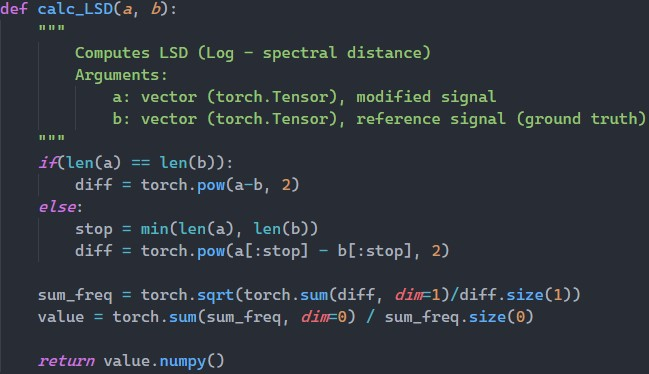 def calc_LSD(a, b):
    """
        Computes LSD (Log - spectral distance)
        Arguments:
            a: vector (torch.Tensor), modified signal
            b: vector (torch.Tensor), reference signal (ground truth)
    """
    if(len(a) == len(b)):
        diff = torch.pow(a-b, 2)
    else:
        stop = min(len(a), len(b))
        diff = torch.pow(a[:stop] - b[:stop], 2)

    sum_freq = torch.sqrt(torch.sum(diff, dim=1)/diff.size(1))
    value = torch.sum(sum_freq, dim=0) / sum_freq.size(0)

    return value.numpy()